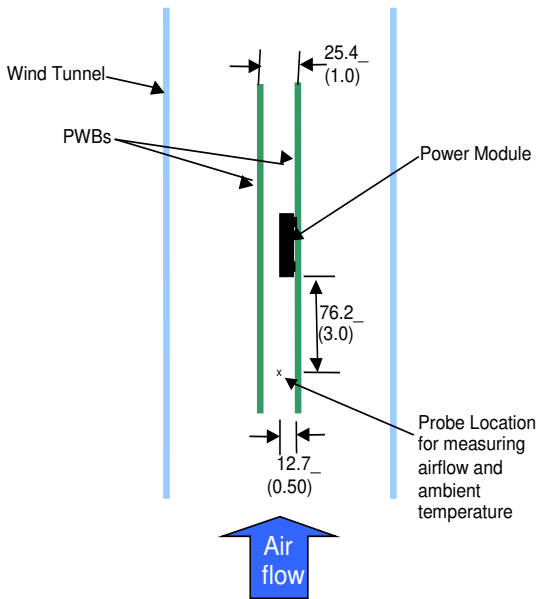 25.4_
(1.0)
Wind Tunnel
PWBs
Power Module
76.2_
(3.0)
x
Probe Location
for measuring
airflow and
ambient
temperature
12.7_
(0.50)
Air
flow